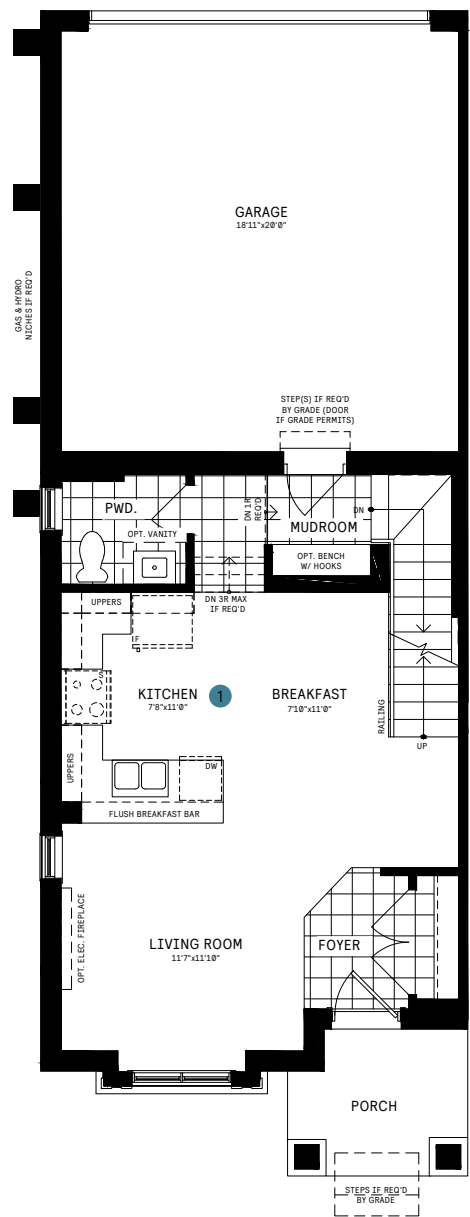 GARAGE
18'11"x20'0"
GAS & HYDRO
NICHES IF REQ'D
STEP(S) IF REQ'D
BY GRADE (DOOR
IF GRADE PERMITS)
PWD.
OPT. VANITY
DN 1R
REQ'D
MUDROOM
DN
OPT. BENCH
W/ HOOKS
UPPERS
DN 3R MAX
IF REQ'D
F
S
KITCHEN
7'8"x11'0"
1
BREAKFAST
7'10"x11'0"
RAILING
UP
UPPERS
DW
FLUSH BREAKFAST BAR
OPT. ELEC. FIREPLACE
LIVING ROOM
11'7"x11'10"
FOYER
PORCH
STEPS IF REQ'D
BY GRADE